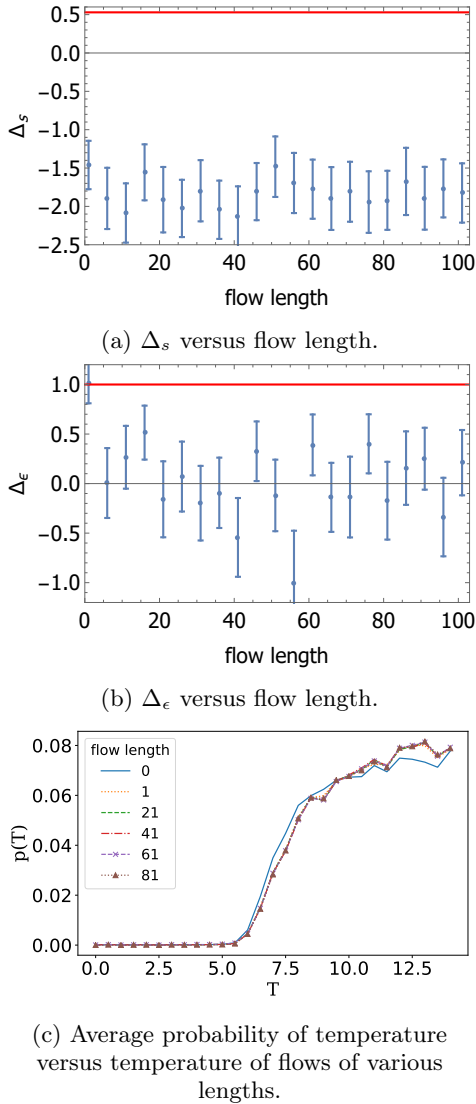 0.5
0.0
−0.5
−1.0
−1.5
−2.0
−2.5
Δs
0 20 40 60 80 100
flow length
(a) Δs versus flow length.
1.0
0.5
0.0
−0.5
−1.0
Δϵ
0 20 40 60 80 100
flow length
(b) Δϵ versus flow length.
0.08
0.06
0.04
0.02
0.00
p(T)
flow length
0
1
21
41
61
81
0.0 2.5 5.0 7.5 10.0 12.5
T
(c) Average probability of temperature
versus temperature of flows of various
lengths.